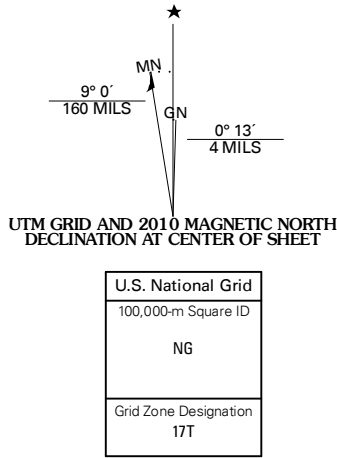 MN
9° 0´
160 MILS
GN
0° 13´
4 MILS
UTM GRID AND 2010 MAGNETIC NORTH
DECLINATION AT CENTER OF SHEET
U.S. National Grid
100,000-m Square ID
NG
Grid Zone Designation
17T